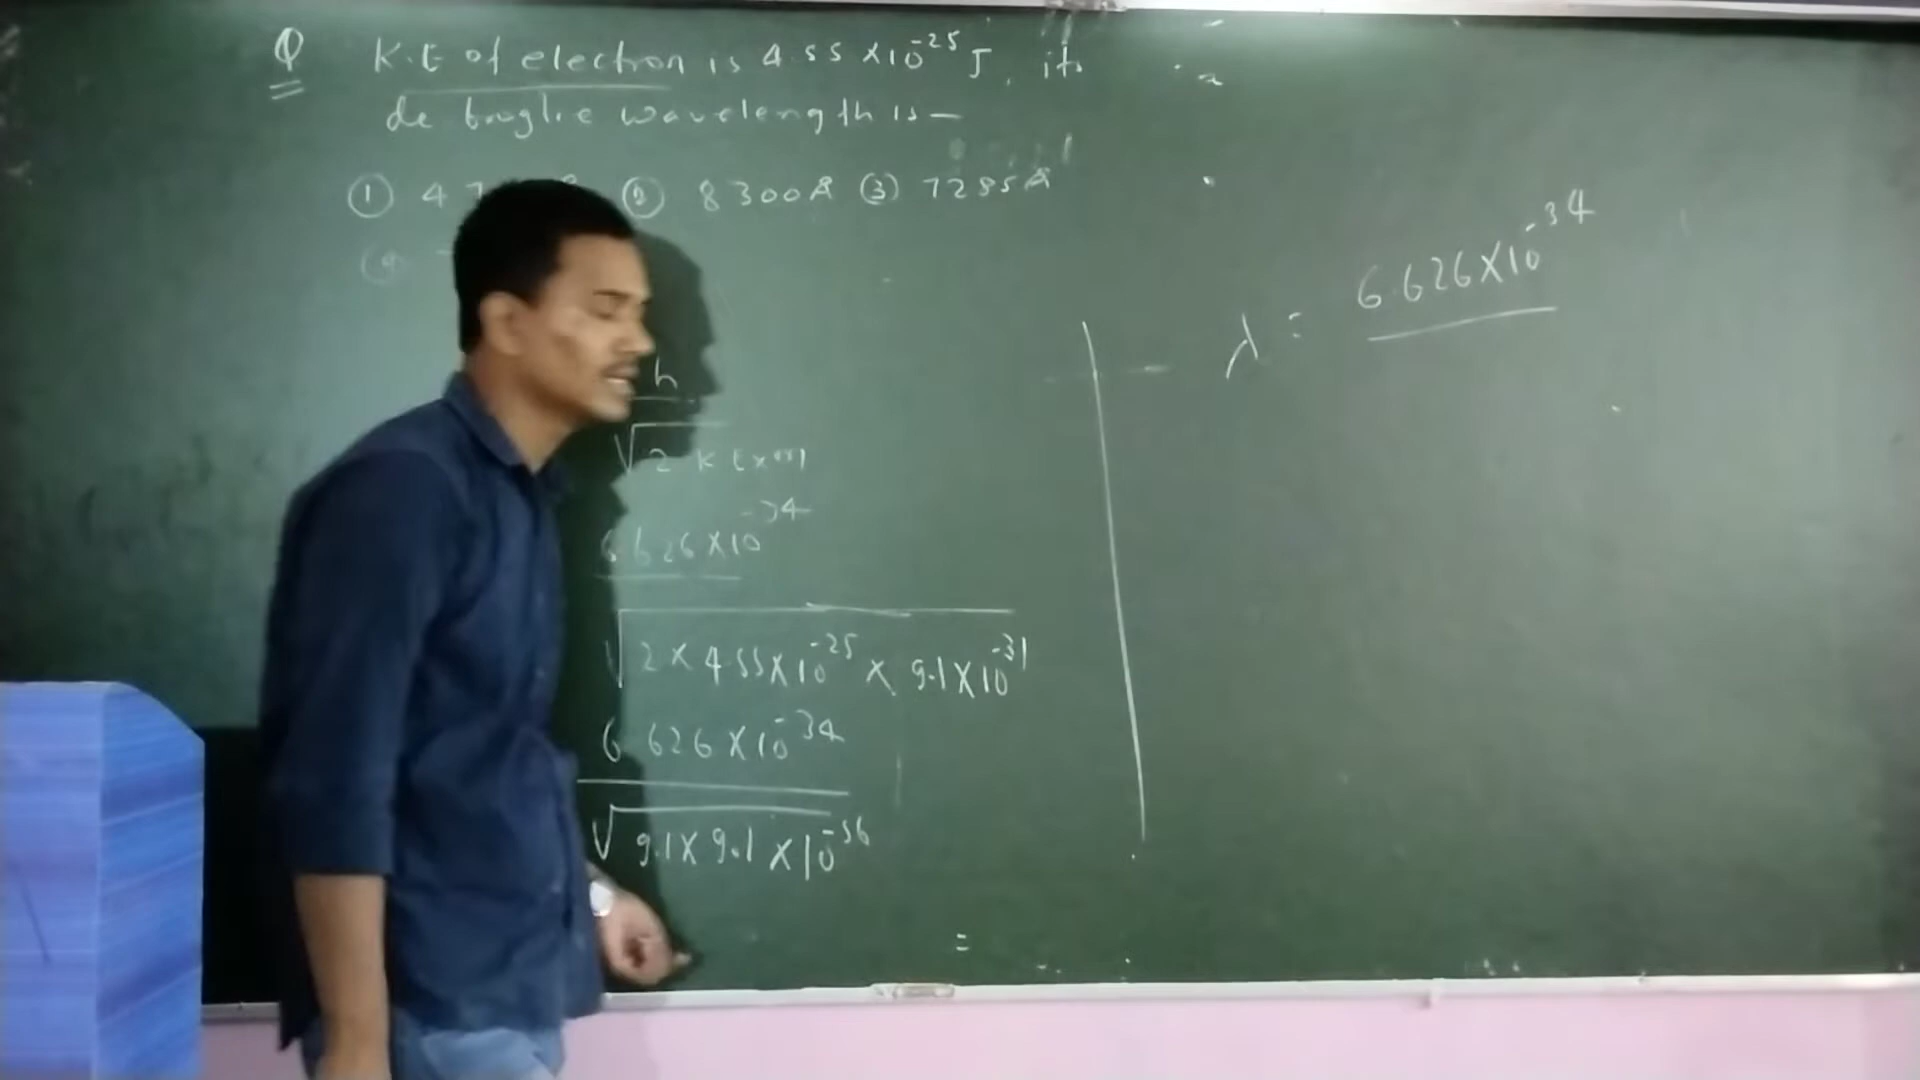 Q K.E of electron is 4.55 ×10⁻²⁵ J, its
de broglie wavelength is —
① 4 ② 8300Å ③ 7285Å
④
h
√2 K E×m
6.626×10⁻³⁴
√2 × 4.55×10⁻²⁵ × 9.1×10⁻³¹
6.626×10⁻³⁴
√9.1×9.1×10⁻⁵⁶
=
λ = 6.626×10⁻³⁴